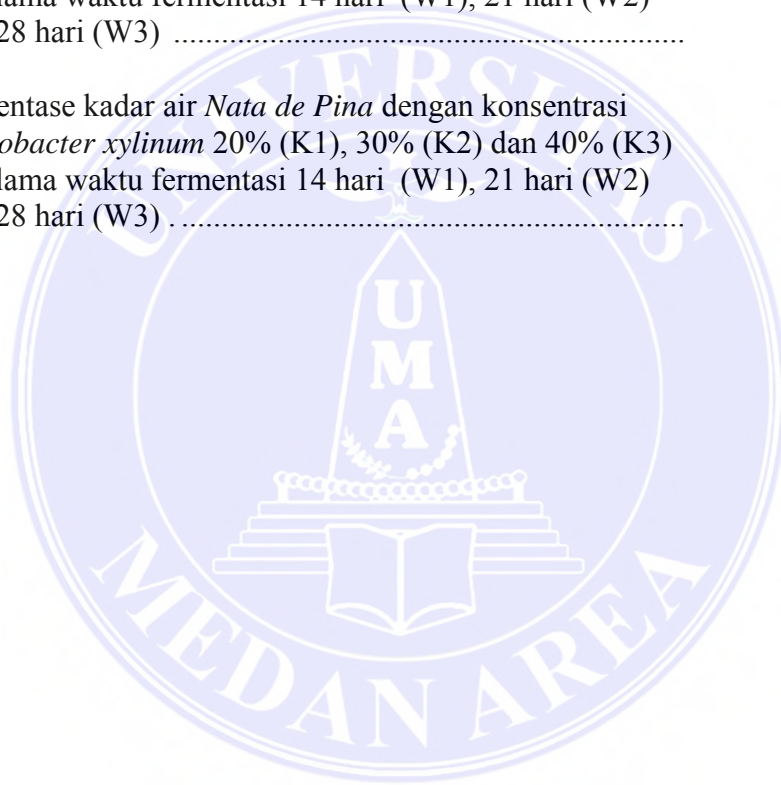 lama waktu fermentasi 14 hari (W1), 21 hari (W2)
28 hari (W3) ................................................................
entase kadar air Nata de Pina dengan konsentrasi
obacter xylinum 20% (K1), 30% (K2) dan 40% (K3)
lama waktu fermentasi 14 hari (W1), 21 hari (W2)
28 hari (W3) . ................................................................
UNIVERSITAS
UMA
MEDAN AREA